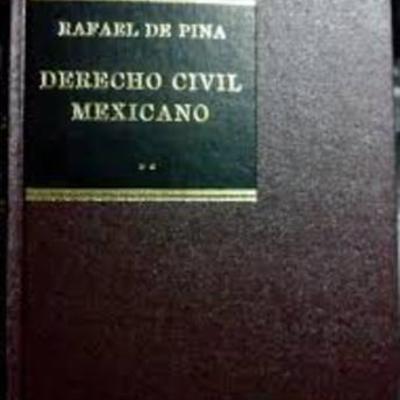 RAFAEL DE PINA
DERECHO CIVIL
MEXICANO